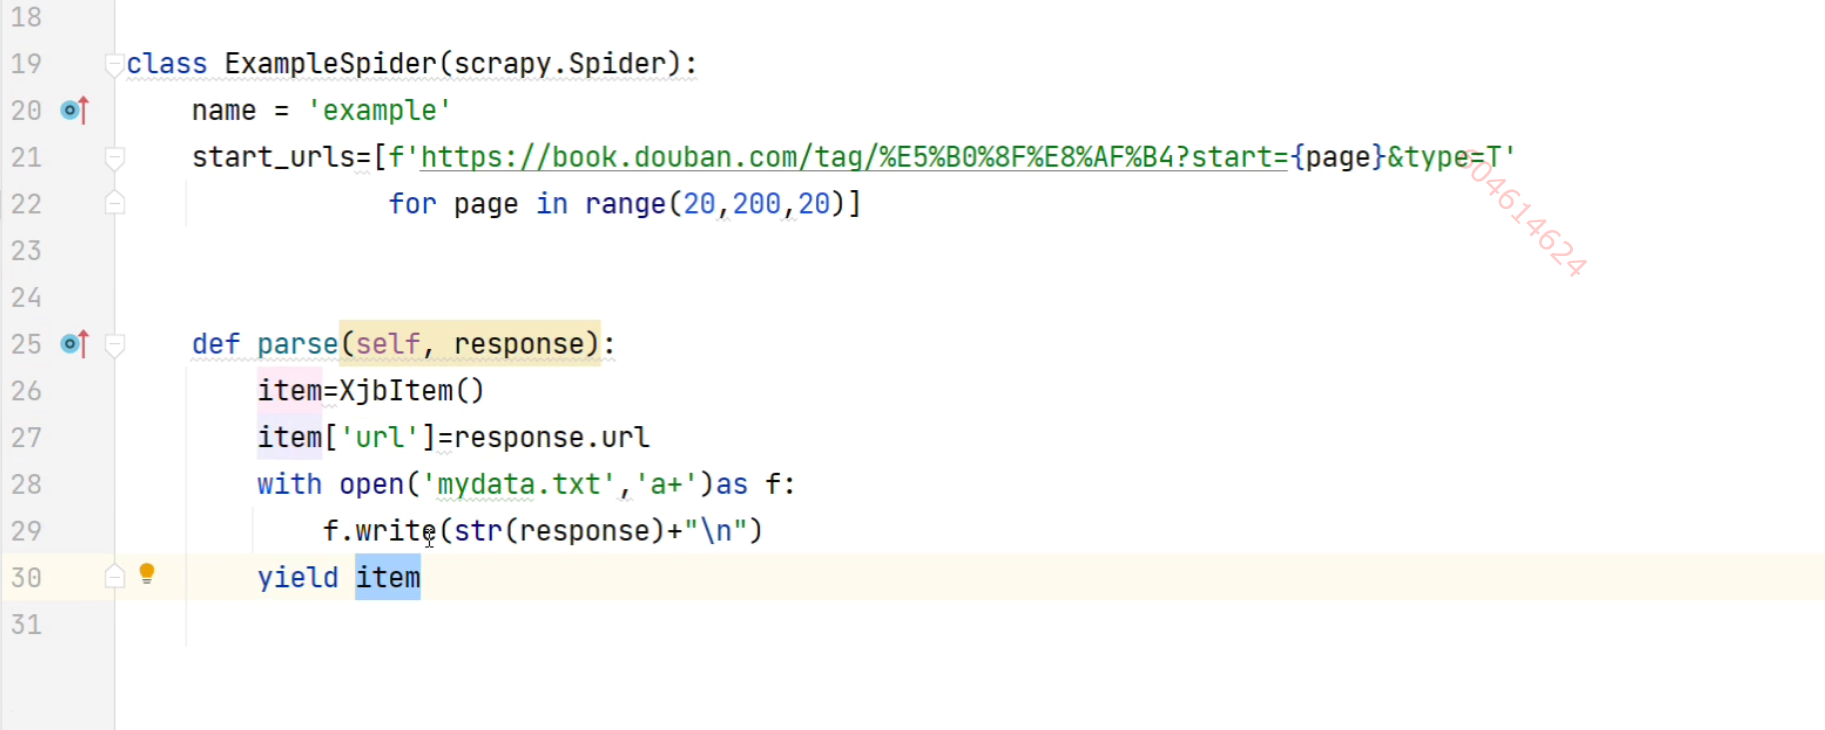 18
19 class ExampleSpider(scrapy.Spider):
20 name = 'example'
21 start_urls=[f'https://book.douban.com/tag/%E5%B0%8F%E8%AF%B4?start={page}&type=T'
22 for page in range(20,200,20)]
23
24
25 def parse(self, response):
26 item=XjbItem()
27 item['url']=response.url
28 with open('mydata.txt','a+')as f:
29 f.write(str(response)+"\n")
30 yield item
31